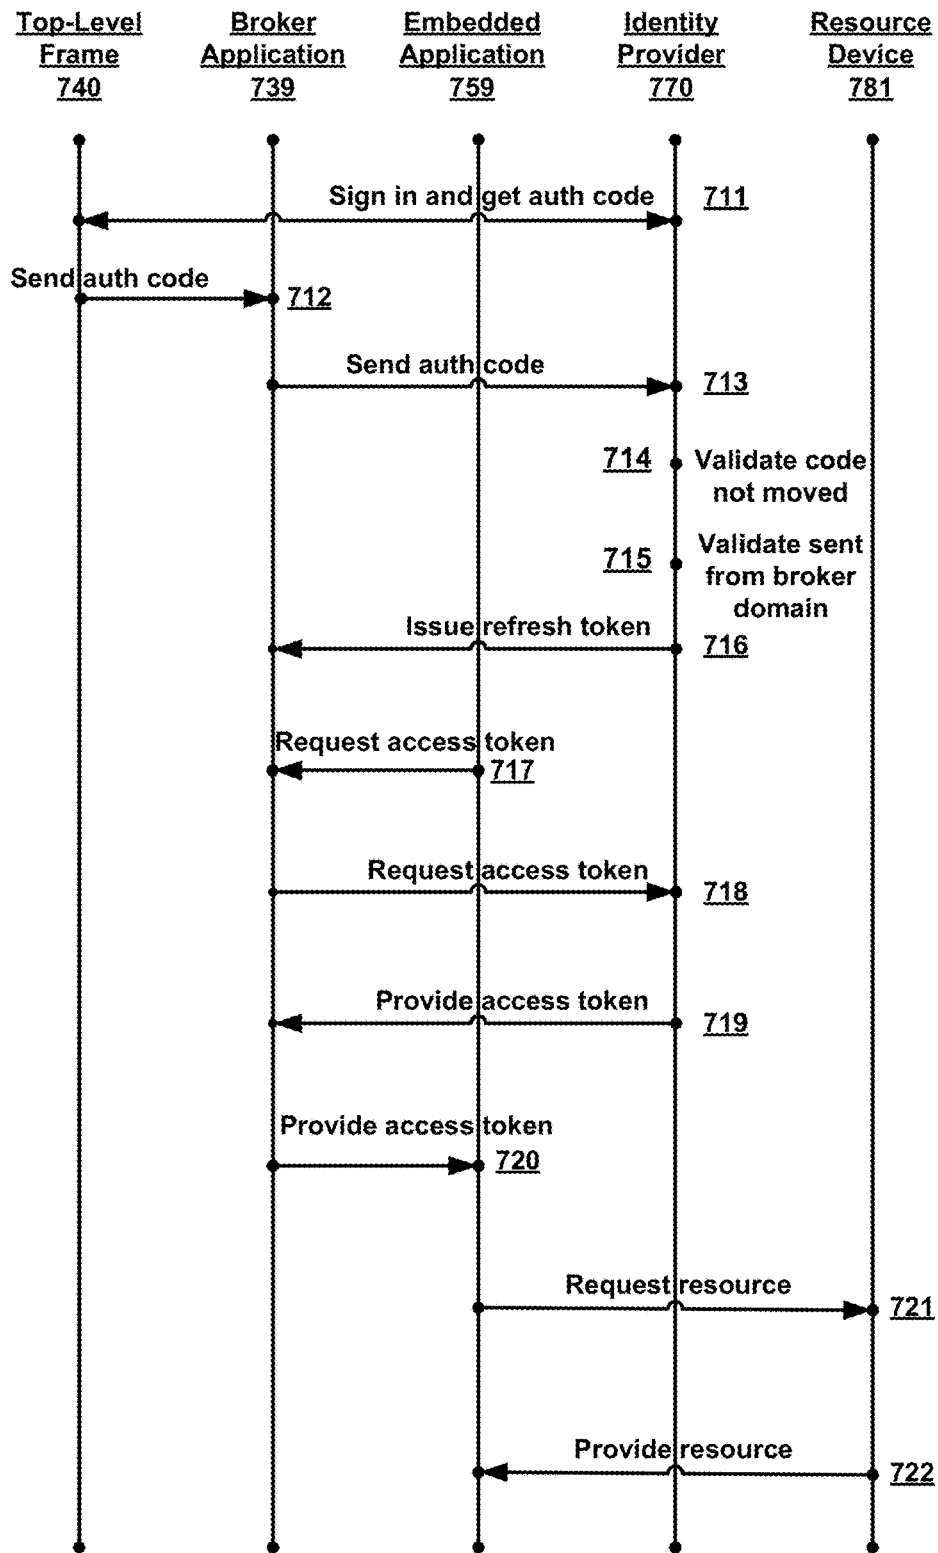 Top-Level Frame 740
Broker Application 739
Embedded Application 759
Identity Provider 770
Resource Device 781
Sign in and get auth code 711
Send auth code 712
Send auth code 713
714 Validate code
not moved
715 Validate sent
from broker
domain
Issue refresh token 716
Request access token
717
Request access token 718
Provide access token 719
Provide access token
720
Request resource 721
Provide resource 722